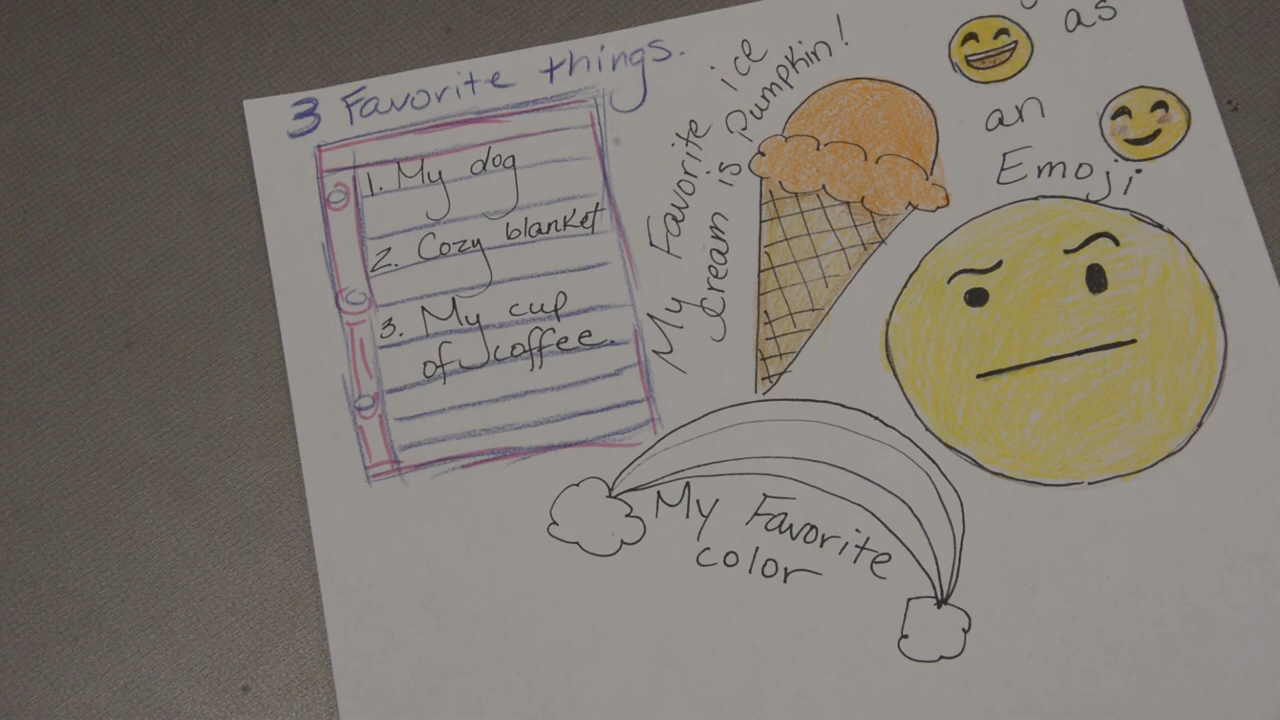 3 Favorite things.
1. My dog
2. Cozy blanket
3. My cup
of coffee.
My Favorite ice
Cream is Pumpkin!
as
an
Emoji
My Favorite
color